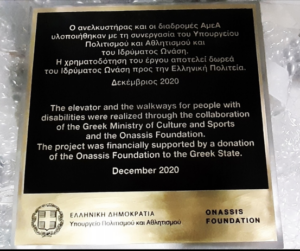 Ο ανελκυστήρας και οι διαδρομές ΑμεΑ
υλοποιήθηκαν με τη συνεργασία του Υπουργείου
Πολιτισμού και Αθλητισμού και
του Ιδρύματος Ωνάση.
Η χρηματοδότηση του έργου αποτελεί δωρεά
του Ιδρύματος Ωνάση προς την Ελληνική Πολιτεία.
Δεκέμβριος 2020
The elevator and the walkways for people with
disabilities were realized through the collaboration
of the Greek Ministry of Culture and Sports
and the Onassis Foundation.
The project was financially supported by a donation
of the Onassis Foundation to the Greek State.
December 2020
ΕΛΛΗΝΙΚΗ ΔΗΜΟΚΡΑΤΙΑ
Υπουργείο Πολιτισμού και Αθλητισμού
ONASSIS
FOUNDATION